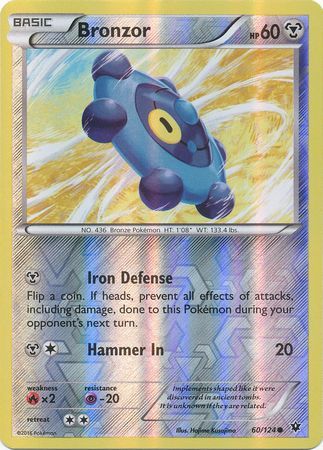 BASIC
Bronzor HP60
NO. 436 Bronze Pokémon HT: 1'08" WT: 133.4 lbs.
Iron Defense
Flip a coin. If heads, prevent all effects of attacks,
including damage, done to this Pokémon during your
opponent's next turn.
Hammer In 20
weakness resistance
×2 -20
retreat
Implements shaped like it were
discovered in ancient tombs.
It is unknown if they are related.
©2016 Pokémon Illus. Hajime Kusajima 60/124